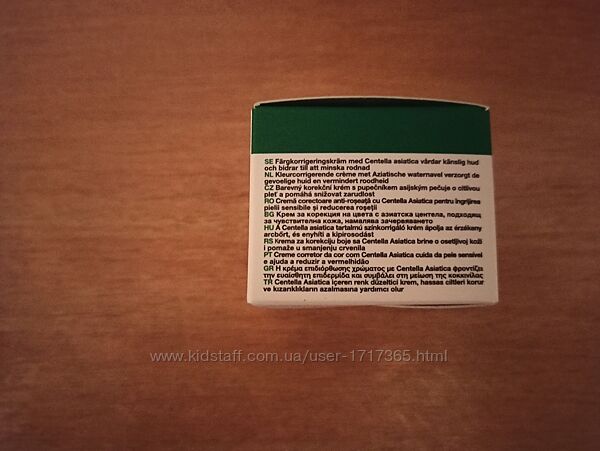 SE Färgkorrigeringskräm med Centella asiatica vårdar känslig hud
och bidrar till att minska rodnad
NL Kleurcorrigerende crème met Aziatische waternavel verzorgt de
gevoelige huid en vermindert roodheid
CZ Barevný korekční krém s pupečníkem asijským pečuje o citlivou
pleť a pomáhá snižovat zarudlost
RO Cremă corectoare anti-roșeață cu Centella Asiatica pentru îngrijirea
pielii sensibile și reducerea roșeții
BG Крем за корекция на цвета с азиатска центела, подходящ
за чувствителна кожа, намалява зачервяването
HU A Centella asiatica tartalmú színkorrigáló krém ápolja az érzékeny
arcbőrt, és enyhíti a kipirosodást
RS Krema za korekciju boje sa Centella Asiatica brine o osetljivoj koži
i pomaže u smanjenju crvenila
PT Creme corretor da cor com Centella Asiatica cuida da pele sensível
e ajuda a reduzir a vermelhidão
GR Η κρέμα επιδιόρθωσης χρώματος με Centella Asiatica φροντίζει
την ευαίσθητη επιδερμίδα και συμβάλει στη μείωση της κοκκινίλας
TR Centella Asiatica içeren renk düzeltici krem, hassas ciltleri korur
ve kızarıklıkların azalmasına yardımcı olur
www.kidstaff.com.ua/user-1717365.html